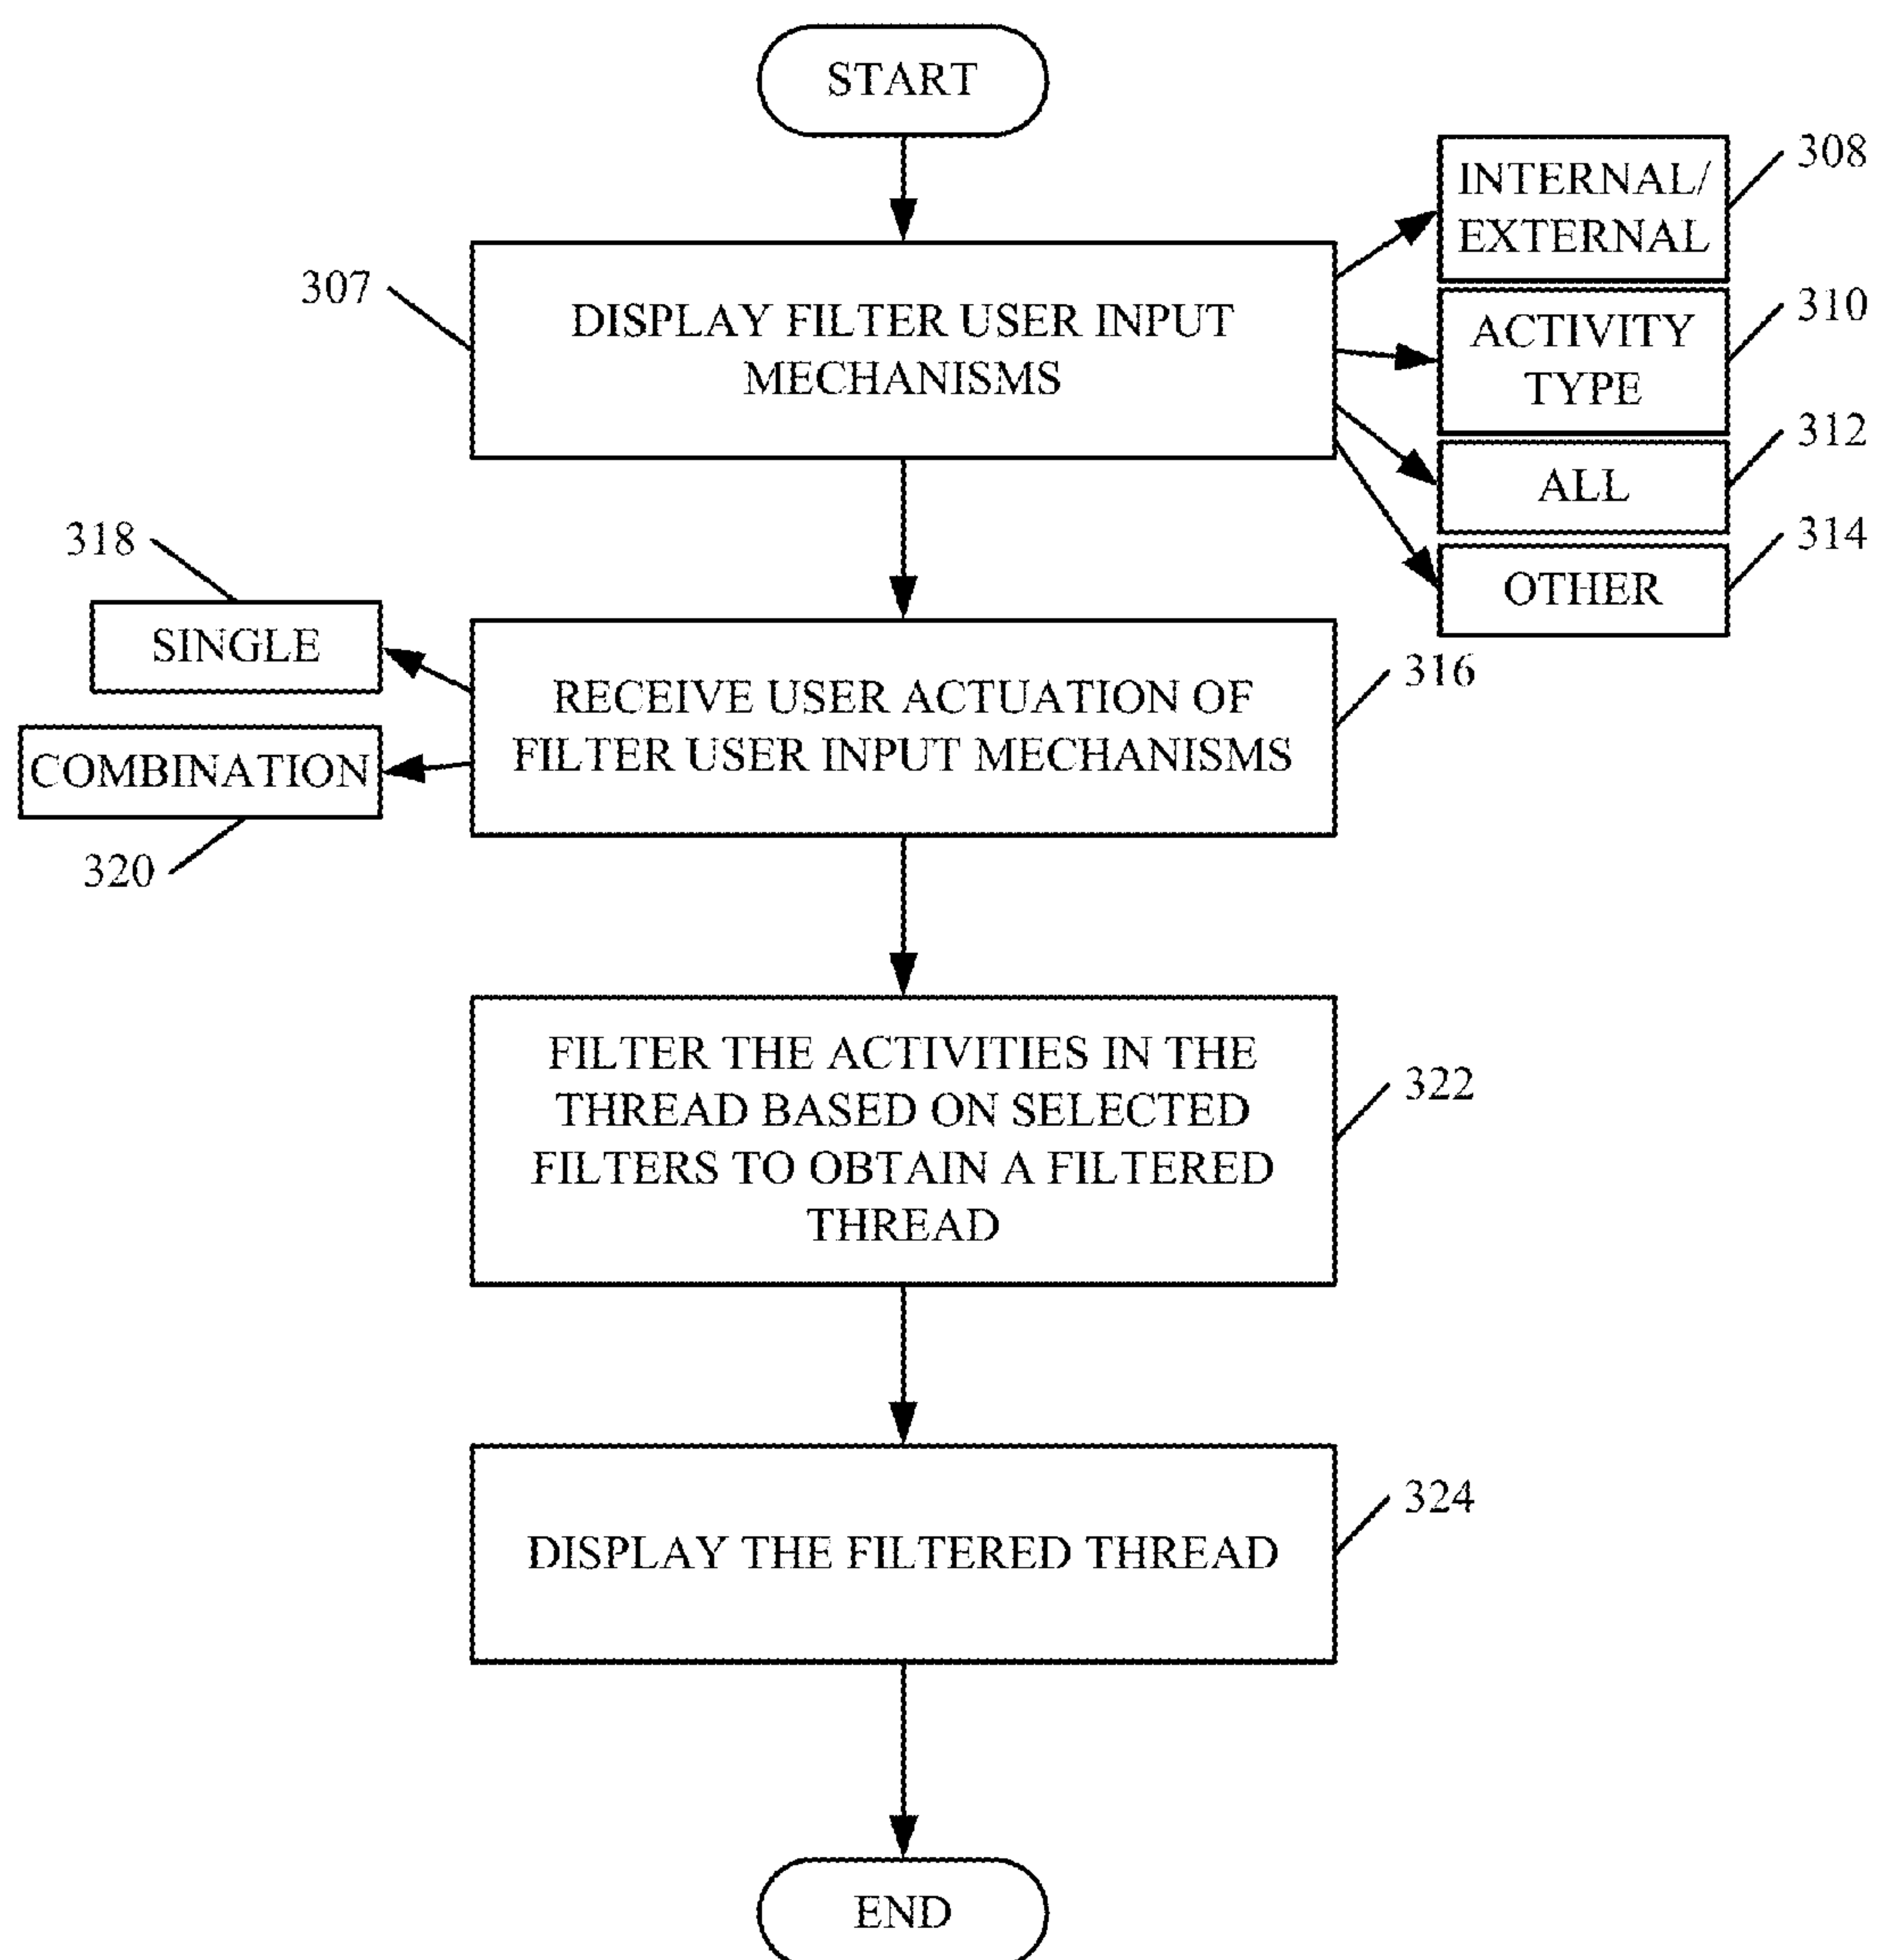 START
307
DISPLAY FILTER USER INPUT
MECHANISMS
INTERNAL/
EXTERNAL
308
ACTIVITY
TYPE
310
ALL
312
OTHER
314
318
SINGLE
COMBINATION
320
RECEIVE USER ACTUATION OF
FILTER USER INPUT MECHANISMS
316
FILTER THE ACTIVITIES IN THE
THREAD BASED ON SELECTED
FILTERS TO OBTAIN A FILTERED
THREAD
322
DISPLAY THE FILTERED THREAD
324
END